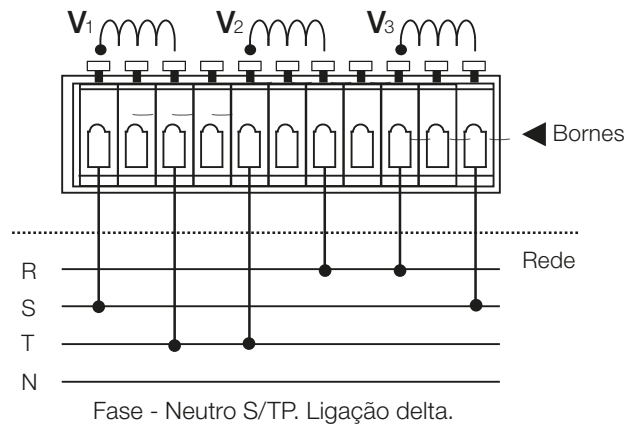 V1 V2 V3
Bornes
Rede
R
S
T
N
Fase - Neutro S/TP. Ligação delta.